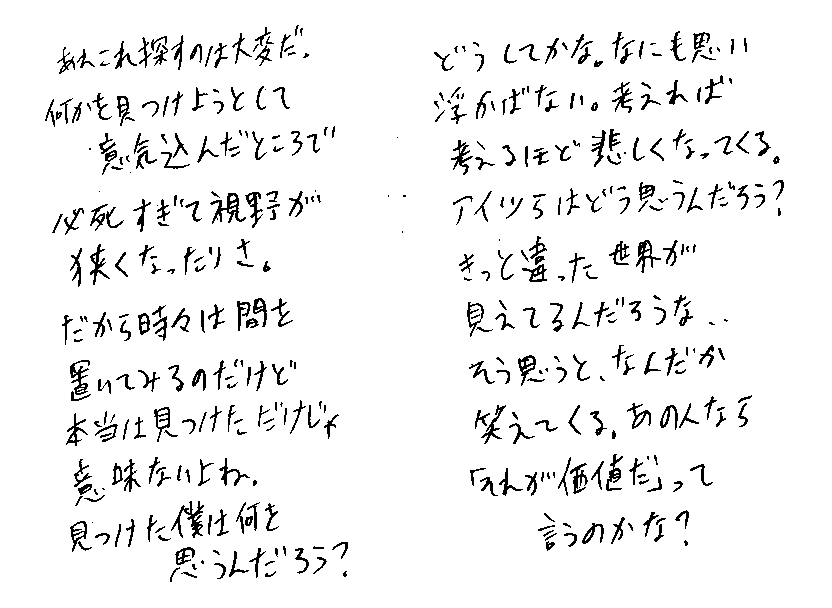 あれこれ探すのは大変だ。
何かを見つけようとして
意気込んだところで
必死すぎて視野が
狭くなったりさ。
だから時々は間を
置いてみるのだけど
本当は見つけただけじゃ
意味ないよね。
見つけた僕は何を
思うんだろう?
どうしてかな。なにも思い
浮かばない。考えれば
考えるほど悲しくなってくる。
アイツらはどう思うんだろう?
きっと違った世界が
見えてるんだろうな..
そう思うと、なんだか
笑えてくる。あの人なら
「それが価値だ」って
言うのかな?